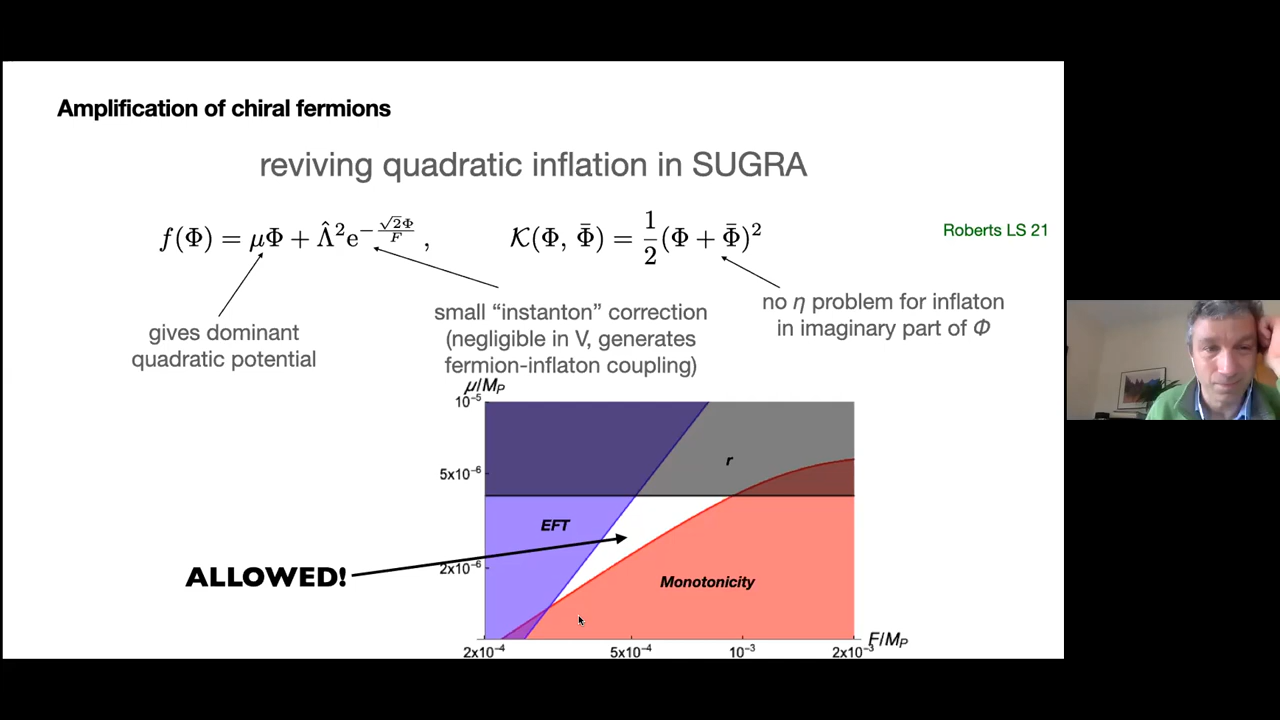 Amplification of chiral fermions
reviving quadratic inflation in SUGRA
f(Φ) = μΦ + Λ̂²e^{−√2Φ/F} ,
𝒦(Φ, Φ̄) = 1/2 (Φ + Φ̄)²
Roberts LS 21
gives dominant
quadratic potential
small “instanton” correction
(negligible in V, generates
fermion-inflaton coupling)
no η problem for inflaton
in imaginary part of Φ
μ/M_P
10⁻⁵
5x10⁻⁶
2x10⁻⁶
r
EFT
ALLOWED!
Monotonicity
2x10⁻⁴
5x10⁻⁴
10⁻³
2x10⁻³
F/M_P